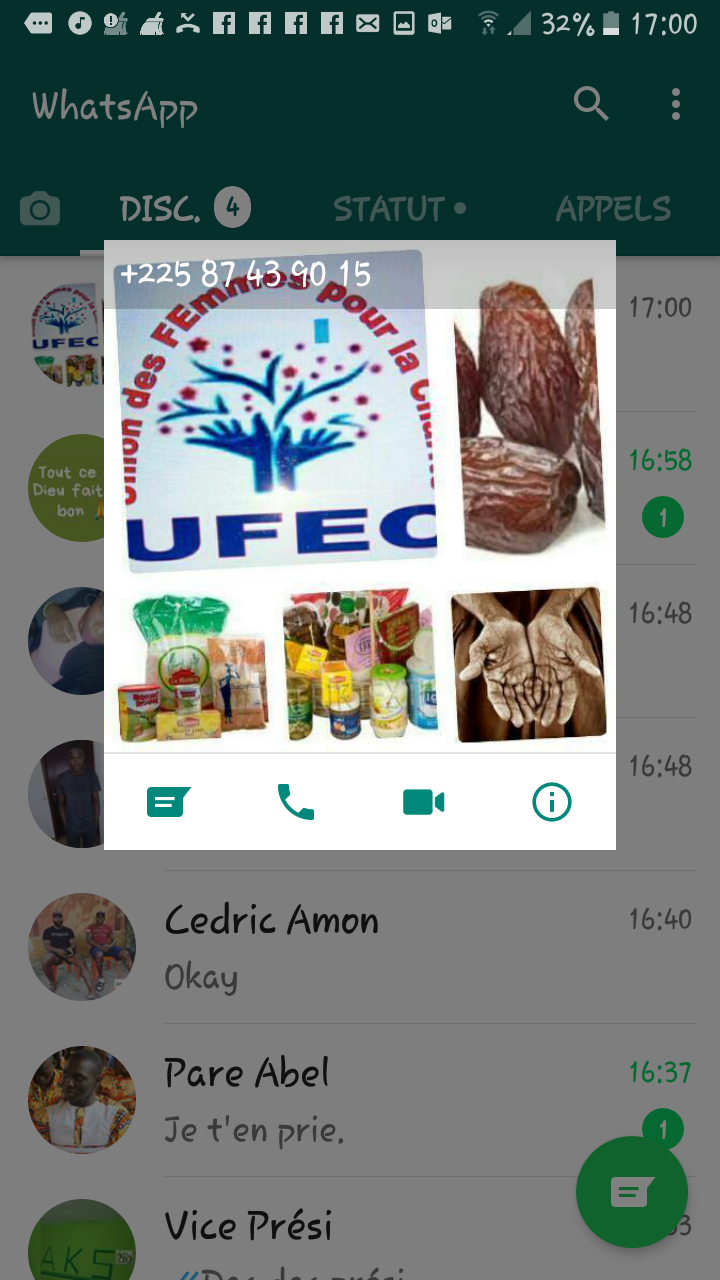 32% 17:00
WhatsApp
DISC. 4 STATUT • APPELS
+225 87 43 90 15
17:00
Union des FEmmes pour la Charité
UFEC
UFEC
16:58
Tout ce
Dieu fait
bon
1
16:48
16:48
Cedric Amon 16:40
Okay
Pare Abel 16:37
Je t'en prie. 1
Vice Prési
AKS